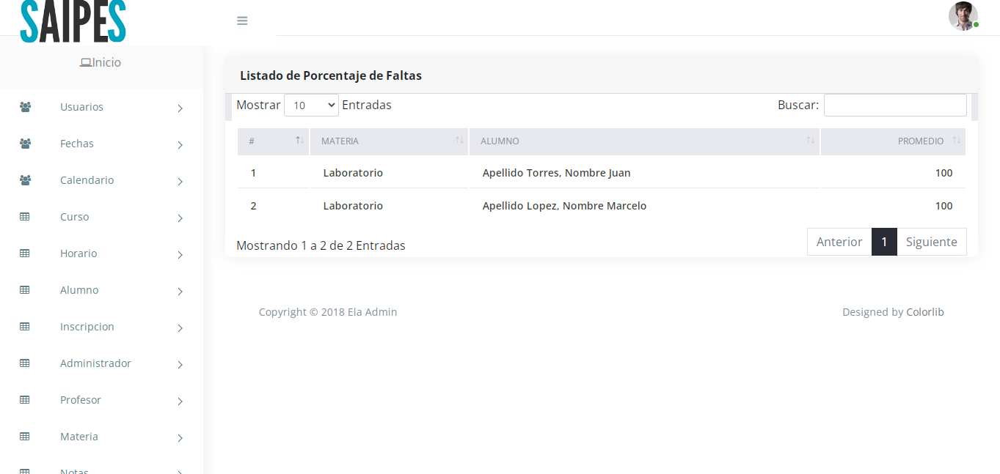 SAIPES
Inicio
Usuarios
Fechas
Calendario
Curso
Horario
Alumno
Inscripcion
Administrador
Profesor
Materia
Notas
Listado de Porcentaje de Faltas
Mostrar 10 Entradas Buscar:
# MATERIA ALUMNO PROMEDIO
1 Laboratorio Apellido Torres, Nombre Juan 100
2 Laboratorio Apellido Lopez, Nombre Marcelo 100
Mostrando 1 a 2 de 2 Entradas Anterior 1 Siguiente
Copyright © 2018 Ela Admin Designed by Colorlib